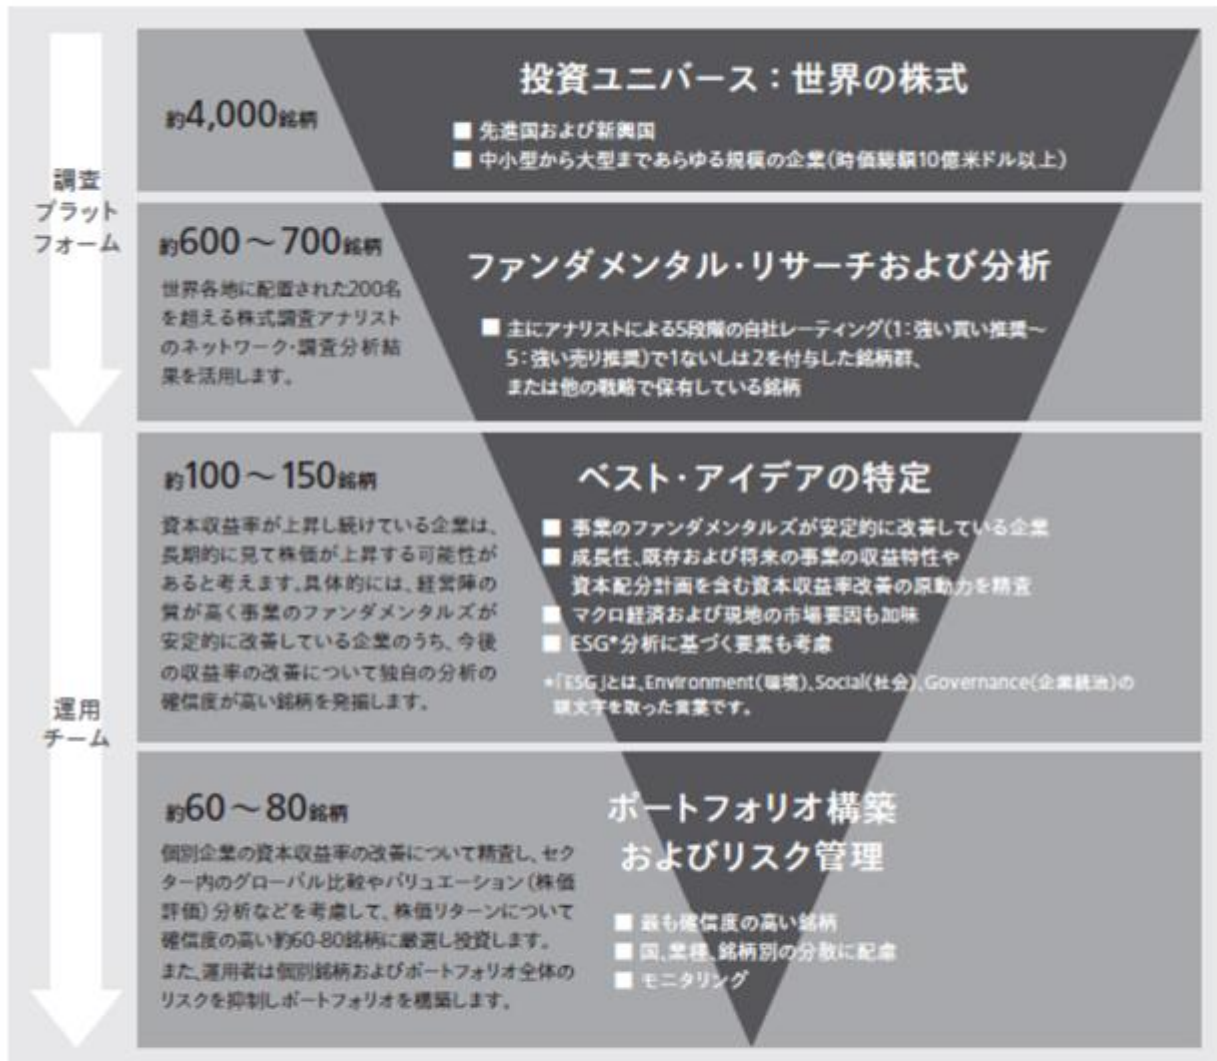 調査
プラット
フォーム
約4,000銘柄
投資ユニバース：世界の株式
■ 先進国および新興国
■ 中小型から大型まであらゆる規模の企業（時価総額10億米ドル以上）
約600～700銘柄
世界各地に配置された200名
を超える株式調査アナリスト
のネットワーク・調査分析結
果を活用します。
ファンダメンタル・リサーチおよび分析
■ 主にアナリストによる5段階の自社レーティング（1：強い買い推奨～
5：強い売り推奨）で1ないしは2を付与した銘柄群、
または他の戦略で保有している銘柄
運用
チーム
約100～150銘柄
資本収益率が上昇し続けている企業は、
長期的に見て株価が上昇する可能性が
あると考えます。具体的には、経営陣の
質が高く事業のファンダメンタルズが
安定的に改善している企業のうち、今後
の収益率の改善について独自の分析の
確信度が高い銘柄を発掘します。
ベスト・アイデアの特定
■ 事業のファンダメンタルズが安定的に改善している企業
■ 成長性、既存および将来の事業の収益特性や
資本配分計画を含む資本収益率改善の原動力を精査
■ マクロ経済および現地の市場要因も加味
■ ESG*分析に基づく要素も考慮
*「ESG」とは、Environment（環境）、Social（社会）、Governance（企業統治）の
頭文字を取った言葉です。
約60～80銘柄
個別企業の資本収益率の改善について精査し、セク
ター内のグローバル比較やバリュエーション（株価
評価）分析などを考慮して、株価リターンについて
確信度の高い約60-80銘柄に厳選し投資します。
また、運用者は個別銘柄およびポートフォリオ全体の
リスクを抑制しポートフォリオを構築します。
ポートフォリオ構築
およびリスク管理
■ 最も確信度の高い銘柄
■ 国、業種、銘柄別の分散に配慮
■ モニタリング